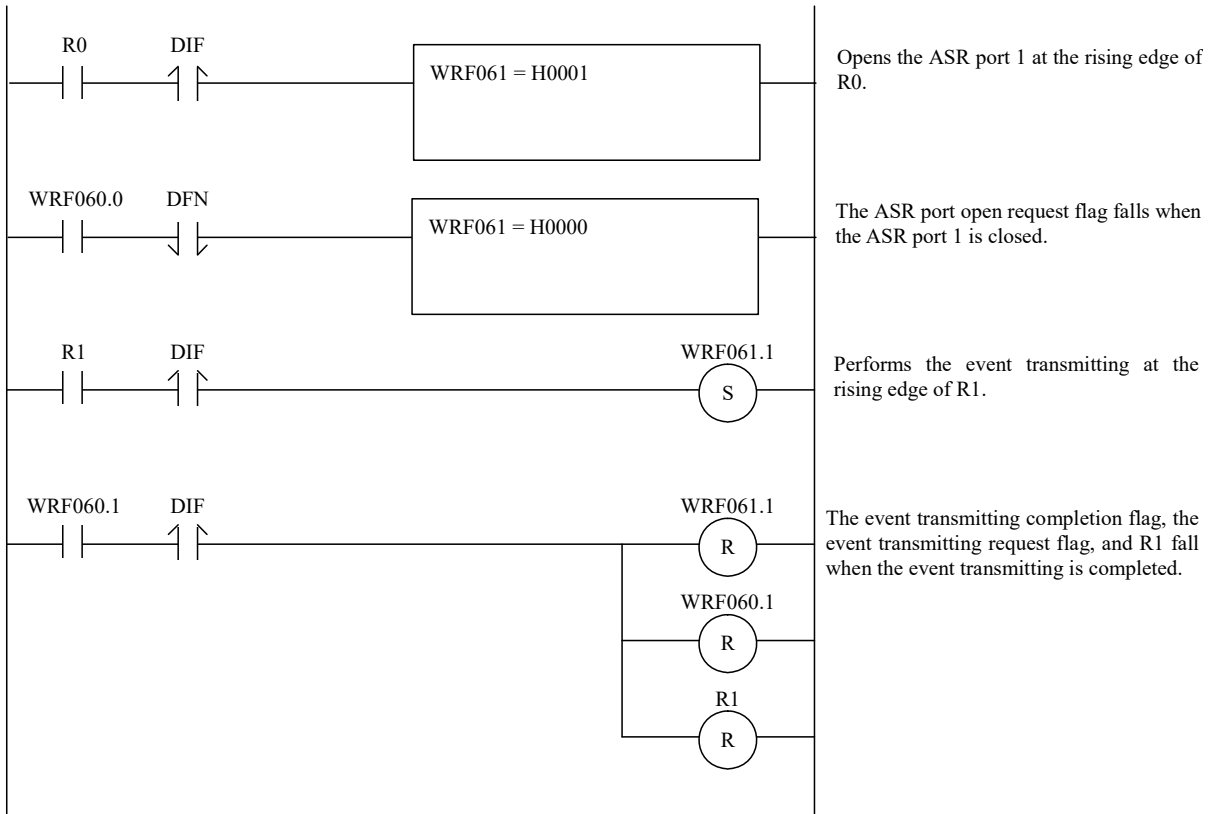 R0 DIF
WRF061 = H0001
Opens the ASR port 1 at the rising edge of
R0.
WRF060.0 DFN
WRF061 = H0000
The ASR port open request flag falls when
the ASR port 1 is closed.
R1 DIF WRF061.1
S
Performs the event transmitting at the
rising edge of R1.
WRF060.1 DIF WRF061.1
R
The event transmitting completion flag, the
event transmitting request flag, and R1 fall
when the event transmitting is completed.
WRF060.1
R
R1
R